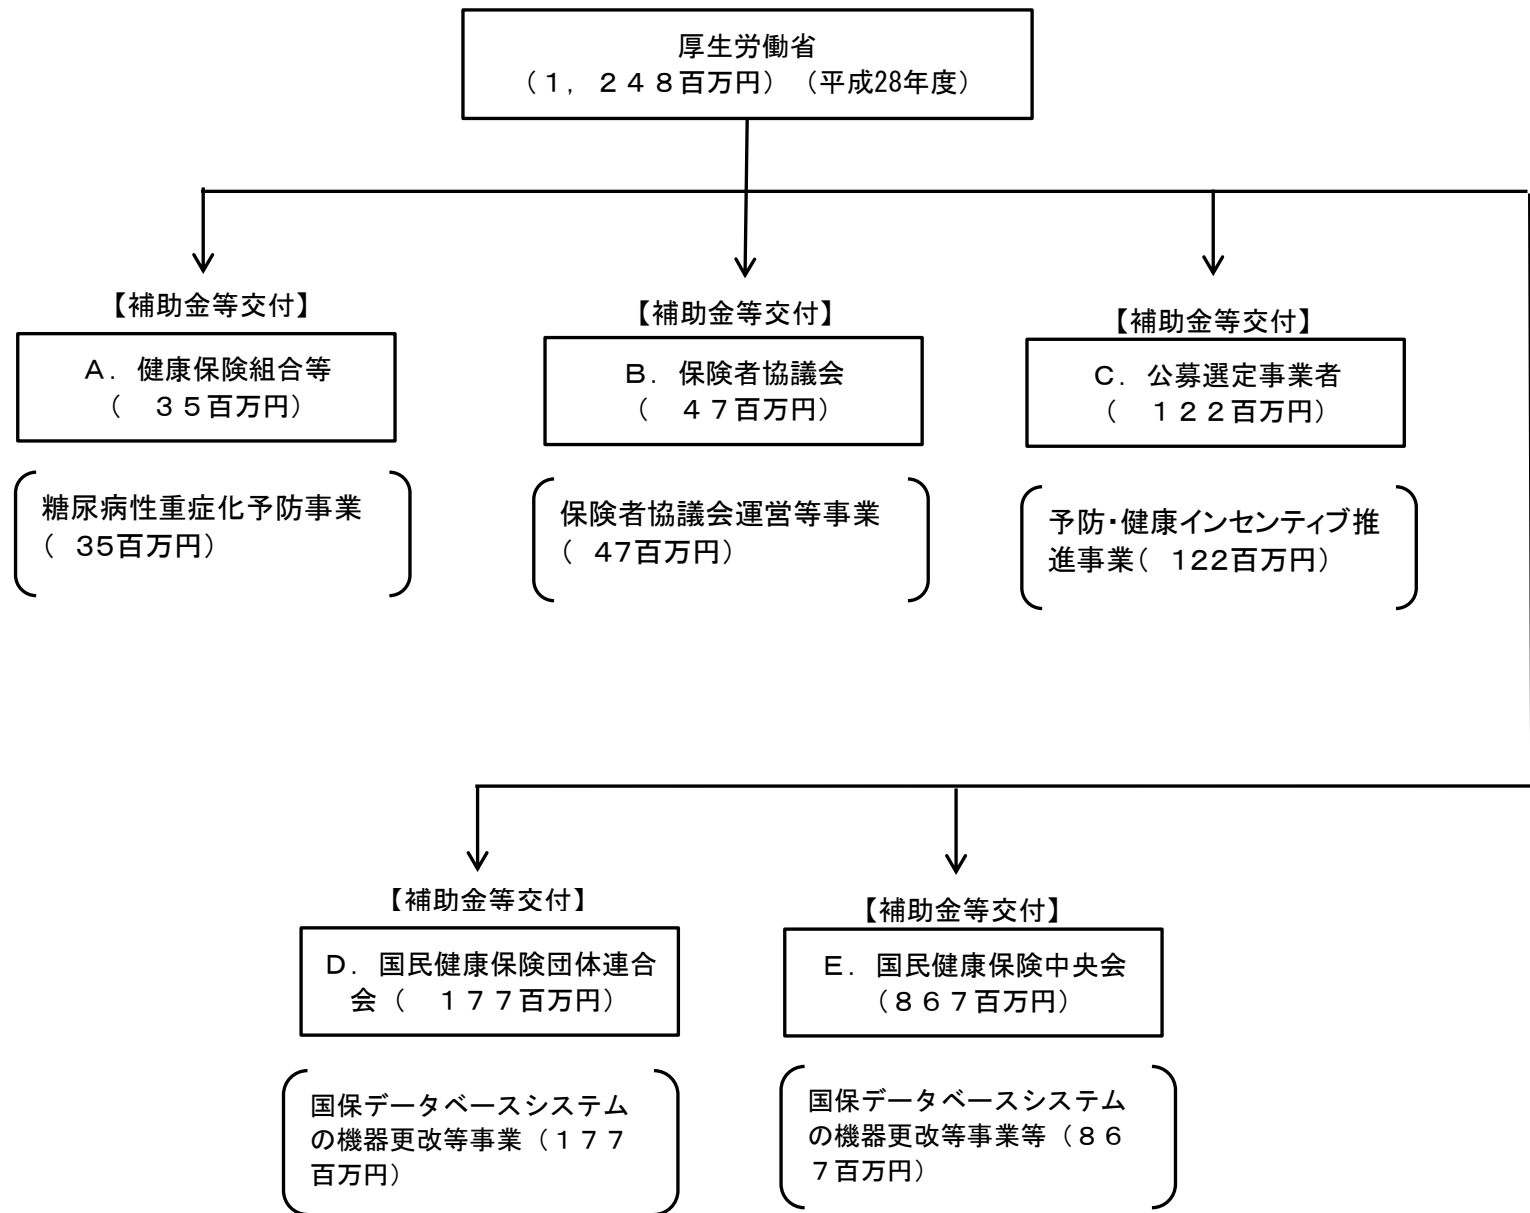 厚生労働省
（１，２４８百万円）（平成28年度）
【補助金等交付】
Ａ．健康保険組合等
（　３５百万円）
糖尿病性重症化予防事業
（　35百万円）
【補助金等交付】
Ｂ．保険者協議会
（　４７百万円）
保険者協議会運営等事業
（　47百万円）
【補助金等交付】
Ｃ．公募選定事業者
（　１２２百万円）
予防・健康インセンティブ推
進事業（　122百万円）
【補助金等交付】
Ｄ．国民健康保険団体連合
会（　１７７百万円）
国保データベースシステム
の機器更改等事業（１７７
百万円）
【補助金等交付】
Ｅ．国民健康保険中央会
（８６７百万円）
国保データベースシステム
の機器更改等事業等（８６
７百万円）